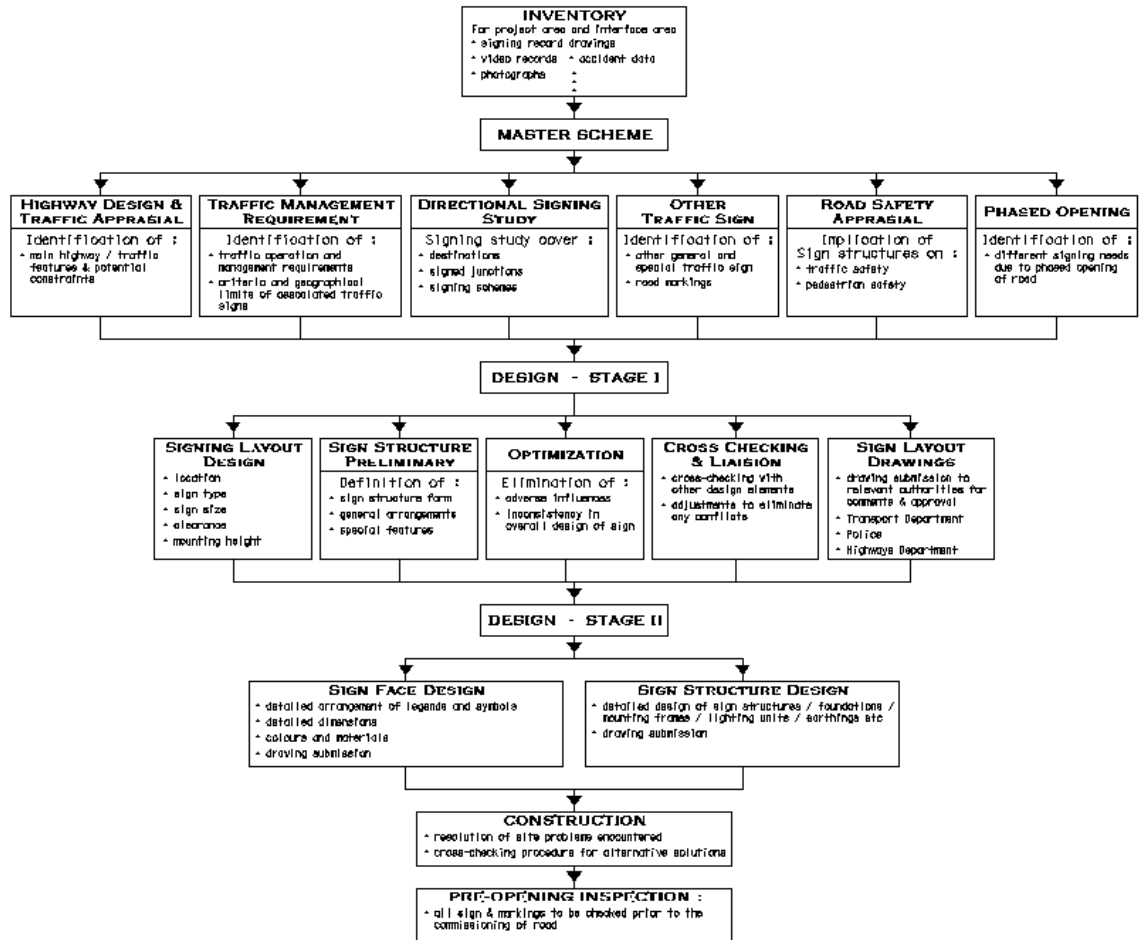 INVENTORY
For project area and interface area
* signing record drawings
* video records * accident data
* photographs *
*
*
MASTER SCHEME
HIGHWAY DESIGN &
TRAFFIC APPRASIAL
Identification of :
* main highway / traffic
features & potential
constraints
TRAFFIC MANAGEMENT
REQUIREMENT
Identification of :
* traffic operation and
management requirements
* criteria and geographical
limits of associated traffic
signs
DIRECTIONAL SIGNING
STUDY
Signing study cover :
* destinations
* signed junctions
* signing schemes
OTHER
TRAFFIC SIGN
Identification of :
* other general and
special traffic sign
* road markings
ROAD SAFETY
APPRASIAL
Implication of
Sign structures on :
* traffic safety
* pedestrian safety
PHASED OPENING
Identification of :
* different signing needs
due to phased opening
of road
DESIGN - STAGE I
SIGNING LAYOUT
DESIGN
* location
* sign type
* sign size
* clearance
* mounting height
SIGN STRUCTURE
PRELIMINARY
Definition of :
* sign structure form
* general arrangements
* special features
OPTIMIZATION
Elimination of :
* adverse influences
* inconsistency in
overall design of sign
CROSS CHECKING
& LIAISION
* cross-checking with
other design elements
* adjustments to eliminate
any conflicts
SIGN LAYOUT
DRAWINGS
* drawing submission to
relevant authorities for
comments & approval
* Transport Department
* Police
* Highways Department
DESIGN - STAGE II
SIGN FACE DESIGN
* detailed arrangement of legends and symbols
* detailed dimensions
* colours and materials
* drawing submission
SIGN STRUCTURE DESIGN
* detailed design of sign structures / foundations /
mounting frames / lighting units / earthings etc
* drawing submission
CONSTRUCTION
* resolution of site problems encountered
* cross-checking procedure for alternative solutions
PRE-OPENING INSPECTION :
* all sign & markings to be checked prior to the
commissioning of road